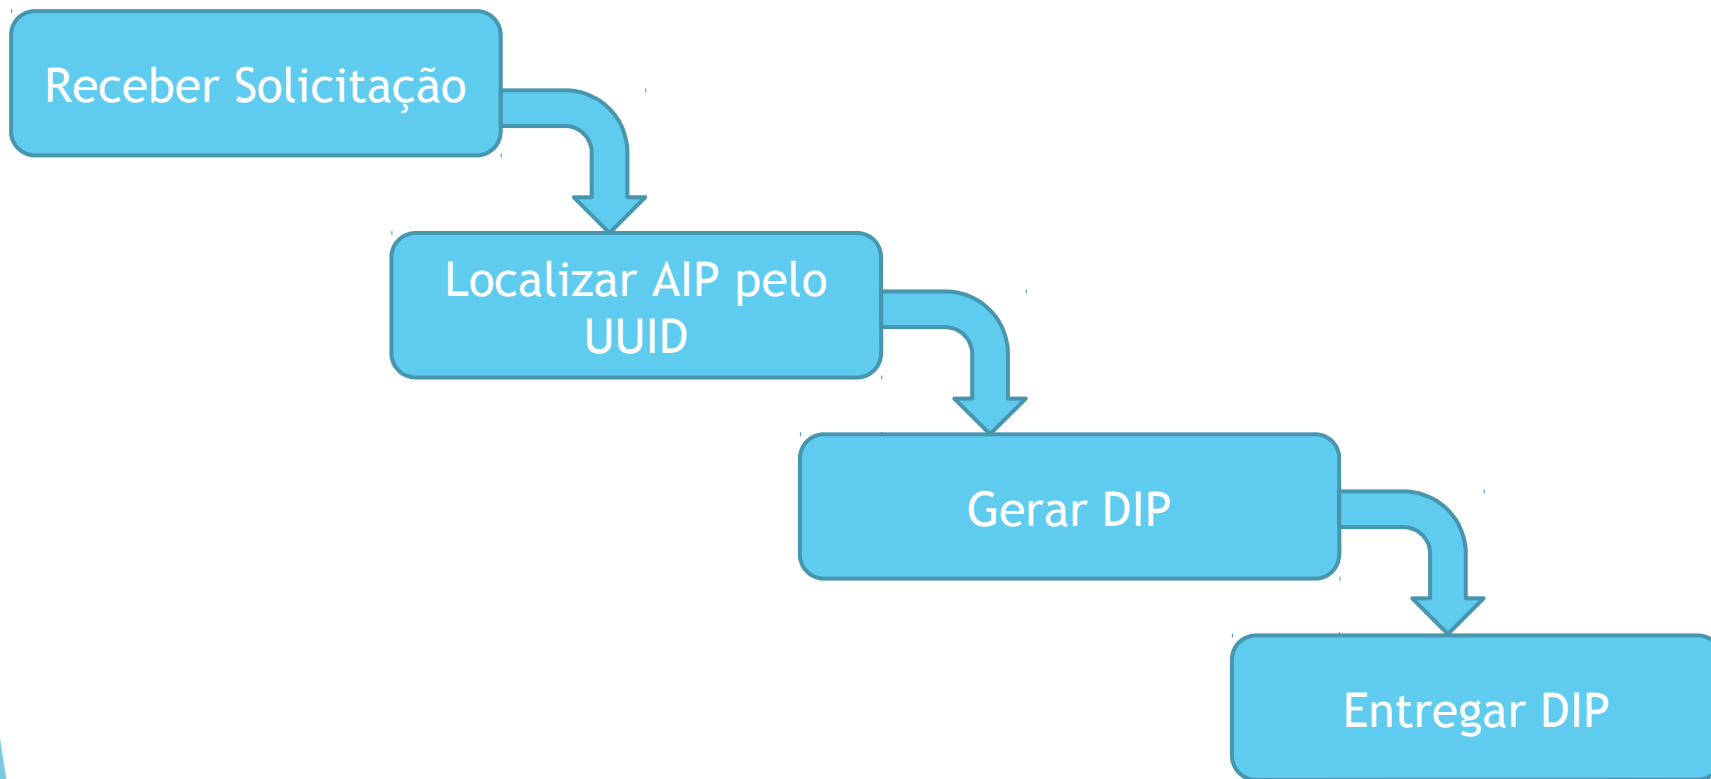 Receber Solicitação
Localizar AIP pelo
UUID
Gerar DIP
Entregar DIP